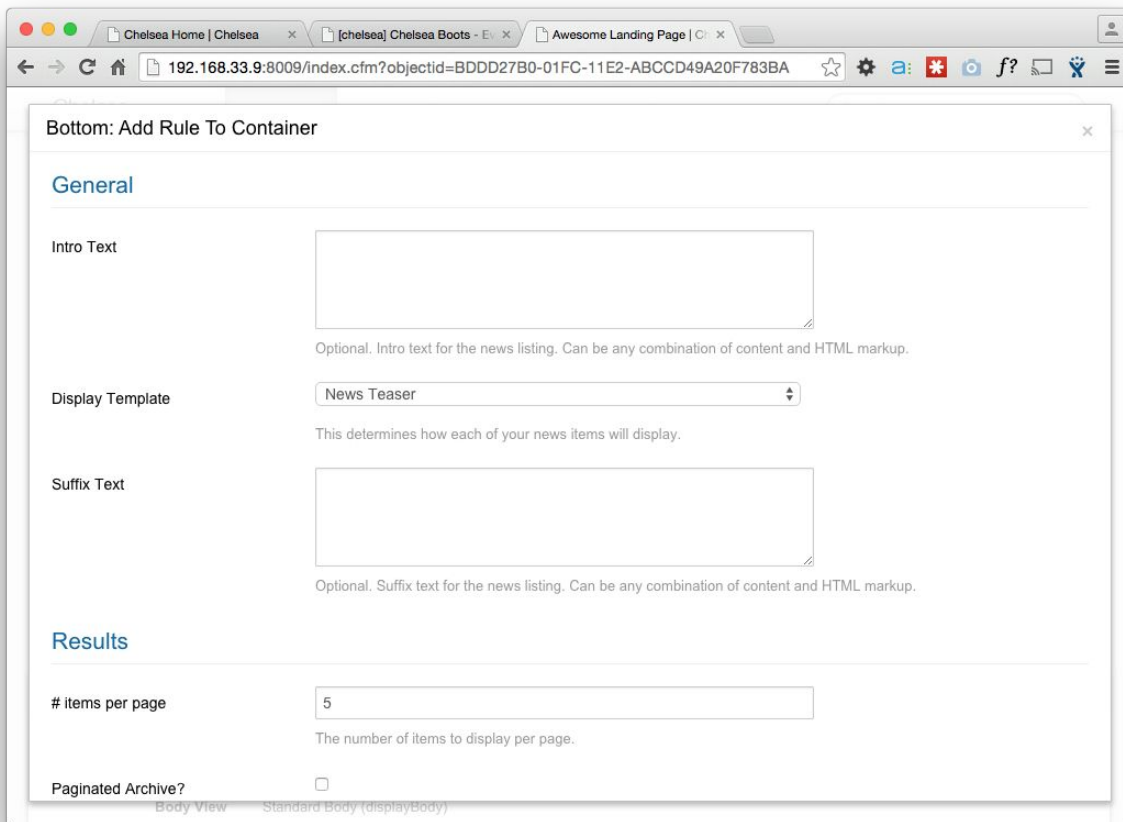 Chelsea Home | Chelsea
[chelsea] Chelsea Boots - Ev
Awesome Landing Page | Ch
192.168.33.9:8009/index.cfm?objectid=BDDD27B0-01FC-11E2-ABCCD49A20F783BA
a:
f?
Bottom: Add Rule To Container
×
General
Intro Text
Optional. Intro text for the news listing. Can be any combination of content and HTML markup.
Display Template
News Teaser
This determines how each of your news items will display.
Suffix Text
Optional. Suffix text for the news listing. Can be any combination of content and HTML markup.
Results
# items per page
5
The number of items to display per page.
Paginated Archive?
Body View Standard Body (displayBody)